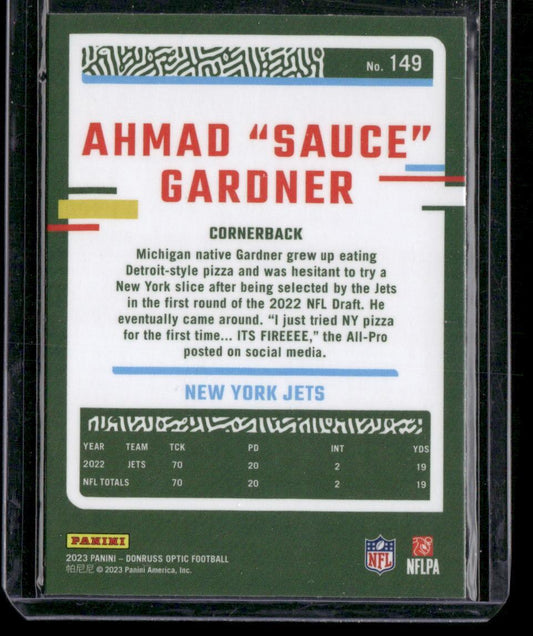 No. 149
AHMAD “SAUCE”
GARDNER
CORNERBACK
Michigan native Gardner grew up eating
Detroit-style pizza and was hesitant to try a
New York slice after being selected by the Jets
in the first round of the 2022 NFL Draft. He
eventually came around. “I just tried NY pizza
for the first time... ITS FIREEEE,” the All-Pro
posted on social media.
NEW YORK JETS
YEAR TEAM TCK PD INT YDS
2022 JETS 70 20 2 19
NFL TOTALS 70 20 2 19
PANINI
2023 PANINI – DONRUSS OPTIC FOOTBALL
帕尼尼 © 2023 Panini America, Inc.
NFL
NFLPA